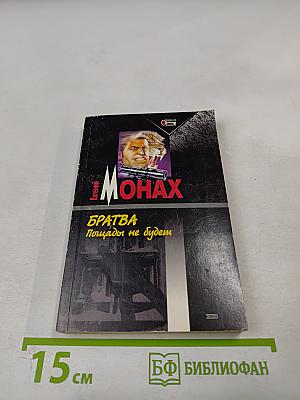 Евгений
МОНАХ
БРАТВА
Пощады не будет
15 см
БФ БИБЛИОФАН